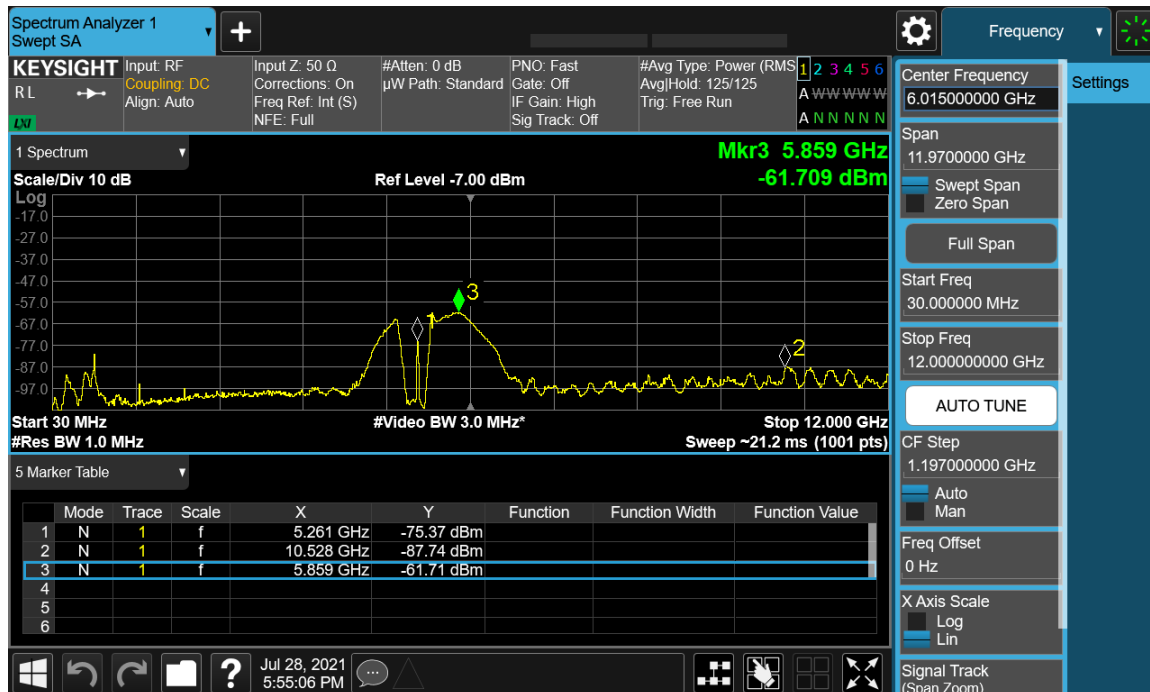 Spectrum Analyzer 1
Swept SA
Frequency
KEYSIGHT
R L
LXI
Input: RF
Coupling: DC
Align: Auto
Input Z: 50 Ω
Corrections: On
Freq Ref: Int (S)
NFE: Full
#Atten: 0 dB
µW Path: Standard
PNO: Fast
Gate: Off
IF Gain: High
Sig Track: Off
#Avg Type: Power (RMS
Avg|Hold: 125/125
Trig: Free Run
1 2 3 4 5 6
A W W W W W
A N N N N N
1 Spectrum
Scale/Div 10 dB
Ref Level -7.00 dBm
Mkr3 5.859 GHz
-61.709 dBm
Log
-17.0
-27.0
-37.0
-47.0
-57.0
-67.0
-77.0
-87.0
-97.0
1
3
2
Start 30 MHz
#Video BW 3.0 MHz*
Stop 12.000 GHz
#Res BW 1.0 MHz
Sweep ~21.2 ms (1001 pts)
5 Marker Table
Mode Trace Scale X Y Function Function Width Function Value
1 N 1 f 5.261 GHz -75.37 dBm
2 N 1 f 10.528 GHz -87.74 dBm
3 N 1 f 5.859 GHz -61.71 dBm
4
5
6
?
Jul 28, 2021
5:55:06 PM
Center Frequency
6.015000000 GHz
Settings
Span
11.9700000 GHz
Swept Span
Zero Span
Full Span
Start Freq
30.000000 MHz
Stop Freq
12.000000000 GHz
AUTO TUNE
CF Step
1.197000000 GHz
Auto
Man
Freq Offset
0 Hz
X Axis Scale
Log
Lin
Signal Track
(Span Zoom)